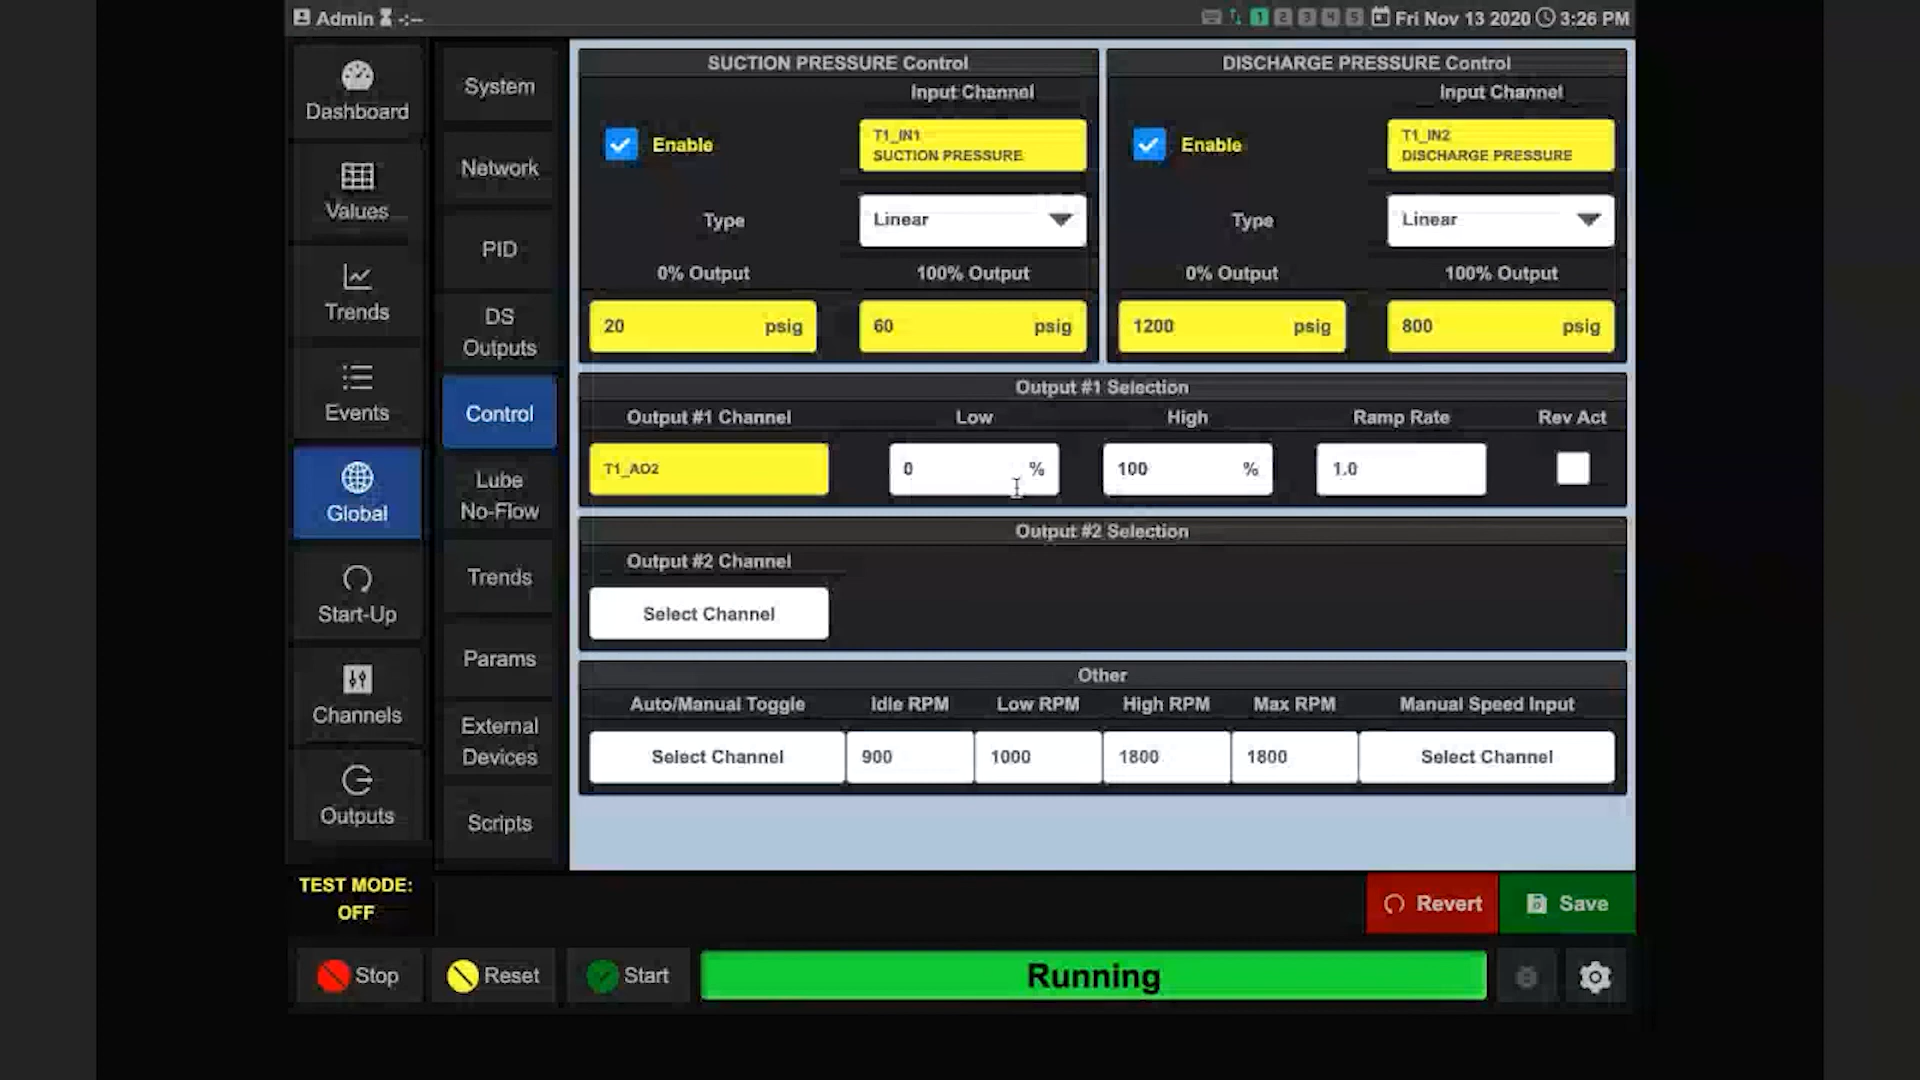 Admin -:--
1 2 3 4 5 Fri Nov 13 2020 3:26 PM
Dashboard
Values
Trends
Events
Global
Start-Up
Channels
Outputs
System
Network
PID
DS
Outputs
Control
Lube
No-Flow
Trends
Params
External
Devices
Scripts
SUCTION PRESSURE Control
Input Channel
Enable
T1_IN1
SUCTION PRESSURE
Type
Linear
0% Output
100% Output
20 psig
60 psig
DISCHARGE PRESSURE Control
Input Channel
Enable
T1_IN2
DISCHARGE PRESSURE
Type
Linear
0% Output
100% Output
1200 psig
800 psig
Output #1 Selection
Output #1 Channel Low High Ramp Rate Rev Act
T1_AO2 0 % 100 % 1.0
Output #2 Selection
Output #2 Channel
Select Channel
Other
Auto/Manual Toggle Idle RPM Low RPM High RPM Max RPM Manual Speed Input
Select Channel 900 1000 1800 1800 Select Channel
TEST MODE:
OFF
Revert Save
Stop Reset Start Running